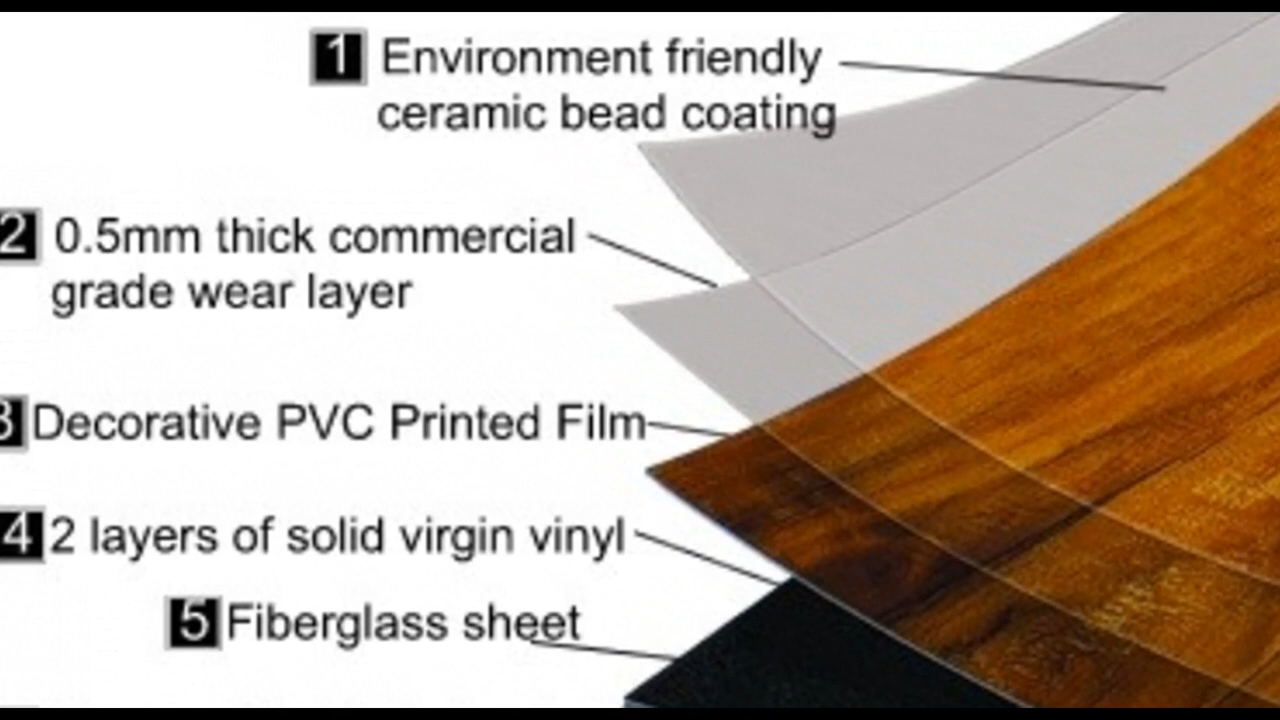 1 Environment friendly
ceramic bead coating
2 0.5mm thick commercial
grade wear layer
3 Decorative PVC Printed Film
4 2 layers of solid virgin vinyl
5 Fiberglass sheet